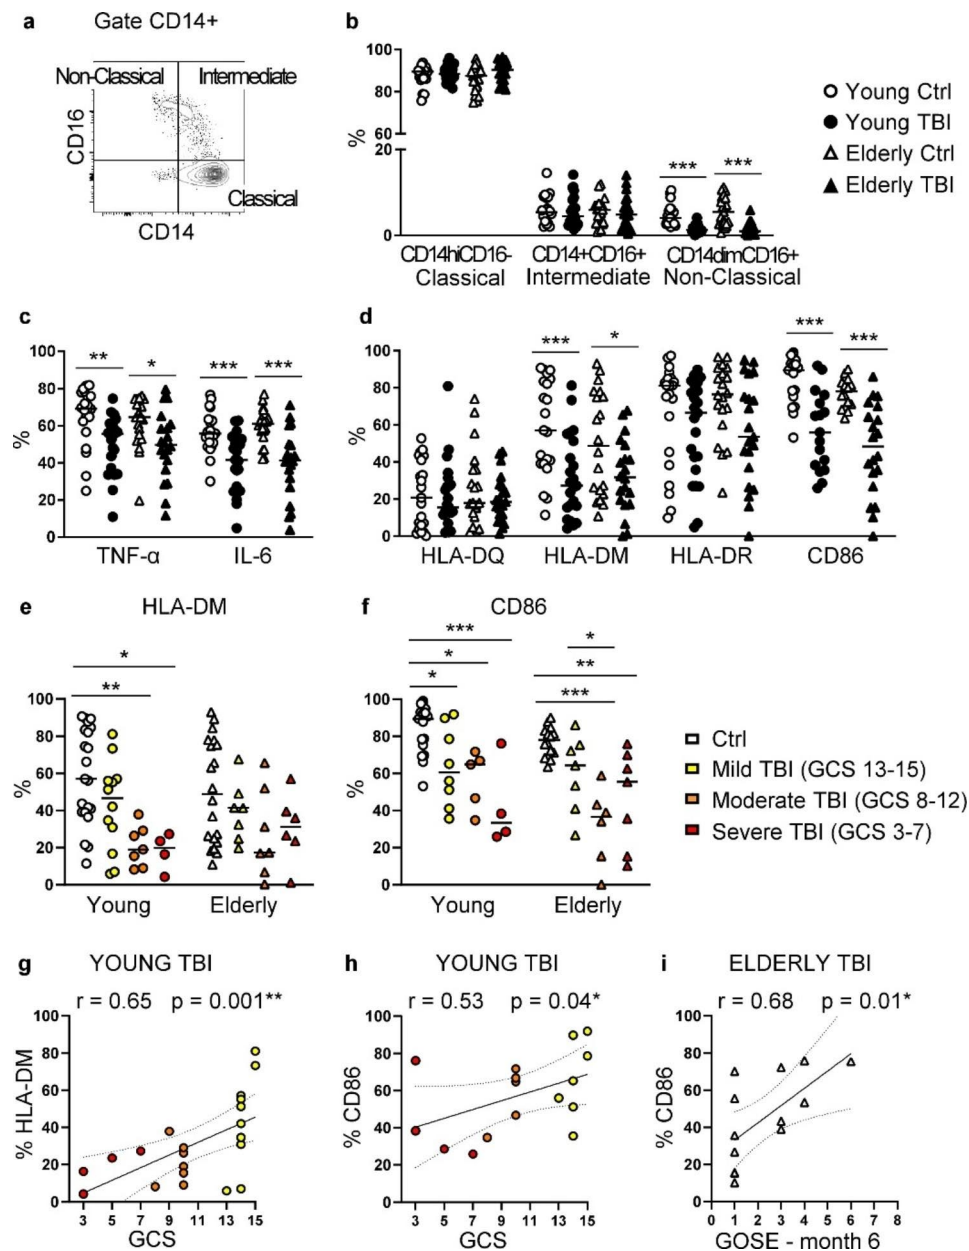 a Gate CD14+
Non-Classical Intermediate
CD16
Classical
CD14
b
100
80
60
20
0
%
*** ***
Young Ctrl
Young TBI
Elderly Ctrl
Elderly TBI
CD14hiCD16- CD14+CD16+ CD14dimCD16+
Classical Intermediate Non-Classical
c
** * *** ***
100
80
60
40
20
0
%
TNF-α IL-6
d
*** * *** ***
100
80
60
40
20
0
%
HLA-DQ HLA-DM HLA-DR CD86
e HLA-DM
*
**
100
80
60
40
20
0
%
Young Elderly
f CD86
***
*
*
*
**
***
100
80
60
40
20
0
%
Young Elderly
Ctrl
Mild TBI (GCS 13-15)
Moderate TBI (GCS 8-12)
Severe TBI (GCS 3-7)
g YOUNG TBI
r = 0.65 p = 0.001**
100
80
60
40
20
0
% HLA-DM
3 5 7 9 11 13 15
GCS
h YOUNG TBI
r = 0.53 p = 0.04*
100
80
60
40
20
0
% CD86
3 5 7 9 11 13 15
GCS
i ELDERLY TBI
r = 0.68 p = 0.01*
100
80
60
40
20
0
% CD86
0 1 2 3 4 5 6 7 8
GOSE - month 6